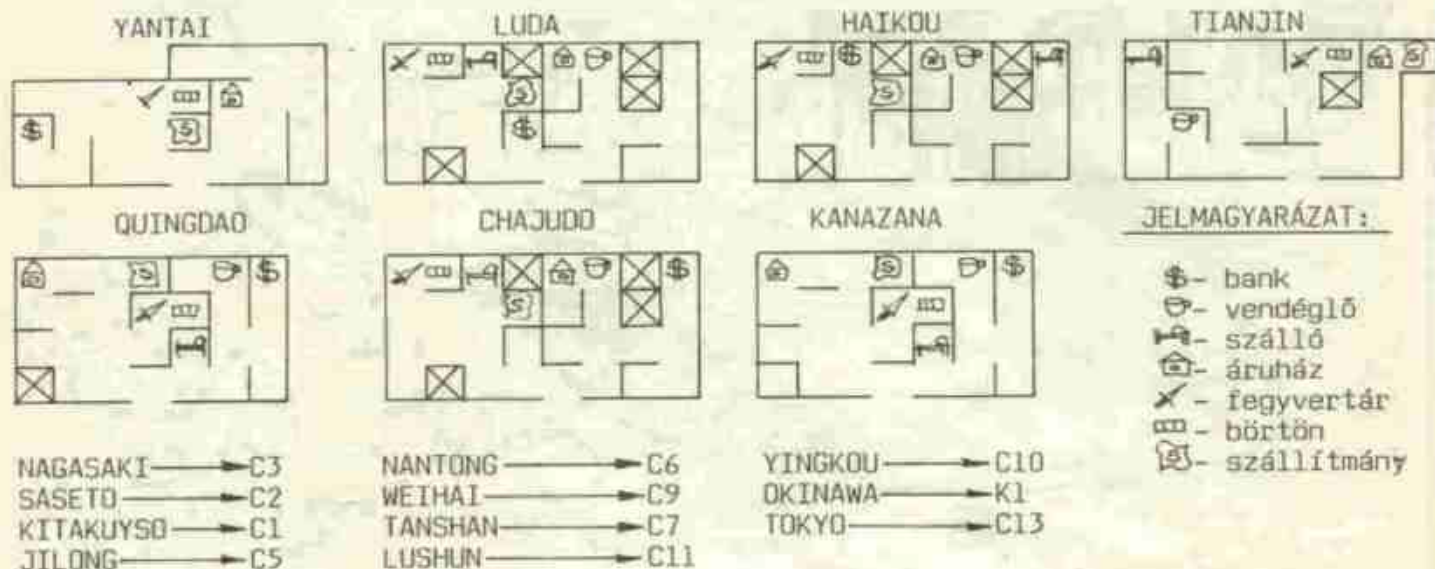 YANTAI
LUDA
HAIKOU
TIANJIN
QUINGDAO
CHAJUDO
KANAZANA
JELMAGYARÁZAT:
$ - bank
- vendéglő
- szálló
- áruház
- fegyvertár
- börtön
S - szállítmány
NAGASAKI → C3
SASETO → C2
KITAKUYSO → C1
JILONG → C5
NANTONG → C6
WEIHAI → C9
TANSHAN → C7
LUSHUN → C11
YINGKOU → C10
OKINAWA → K1
TOKYO → C13